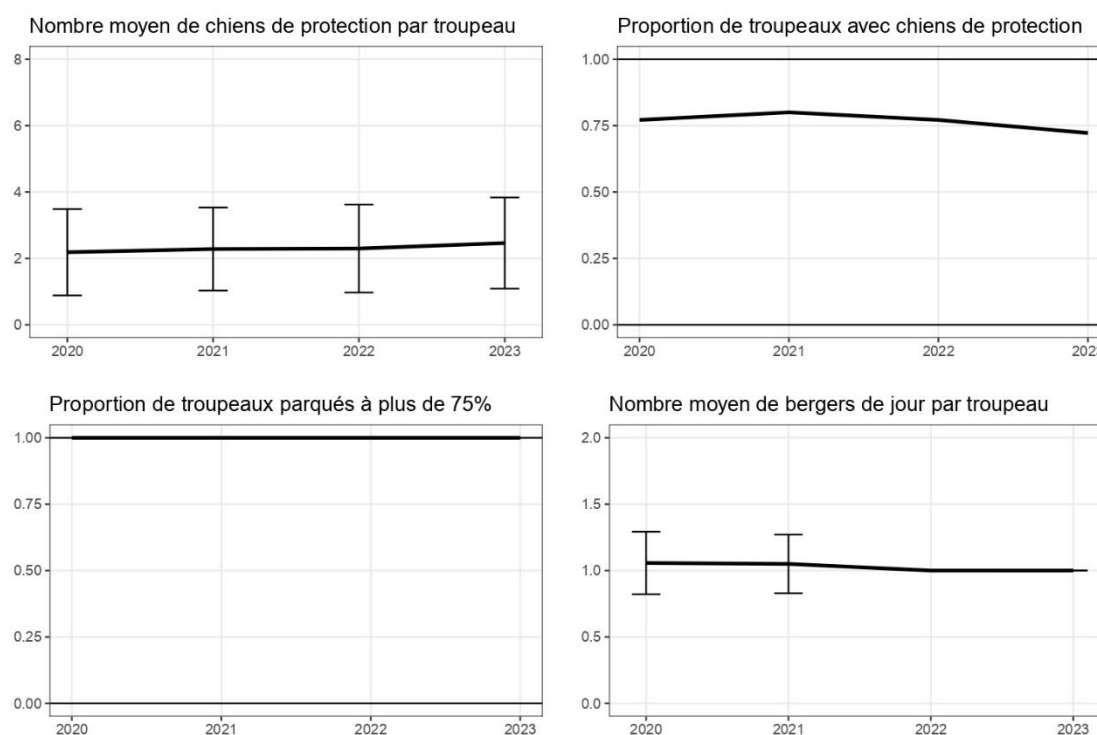 Nombre moyen de chiens de protection par troupeau
8
6
4
2
0
2020 2021 2022 2023
Proportion de troupeaux avec chiens de protection
1.00
0.75
0.50
0.25
0.00
2020 2021 2022 202
Proportion de troupeaux parqués à plus de 75%
1.00
0.75
0.50
0.25
0.00
2020 2021 2022 2023
Nombre moyen de bergers de jour par troupeau
2.0
1.5
1.0
0.5
0.0
2020 2021 2022 2023